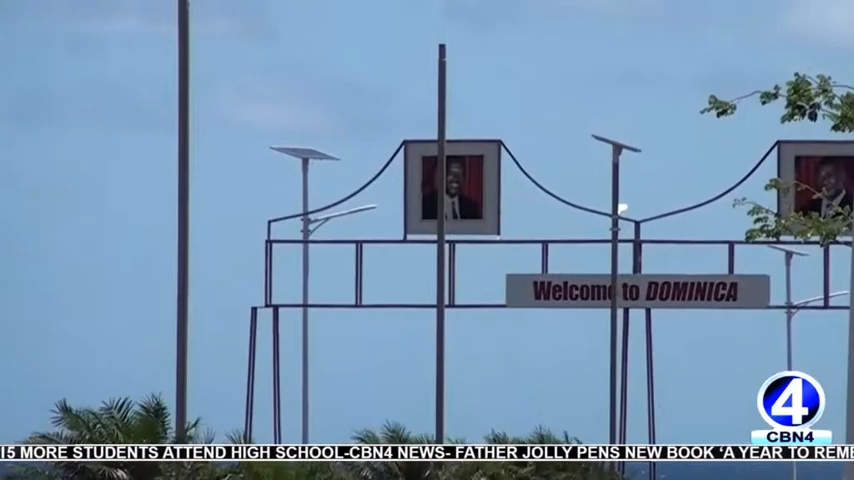 Welcome to DOMINICA
4
CBN4
15 MORE STUDENTS ATTEND HIGH SCHOOL-CBN4 NEWS- FATHER JOLLY PENS NEW BOOK ‘A YEAR TO REME